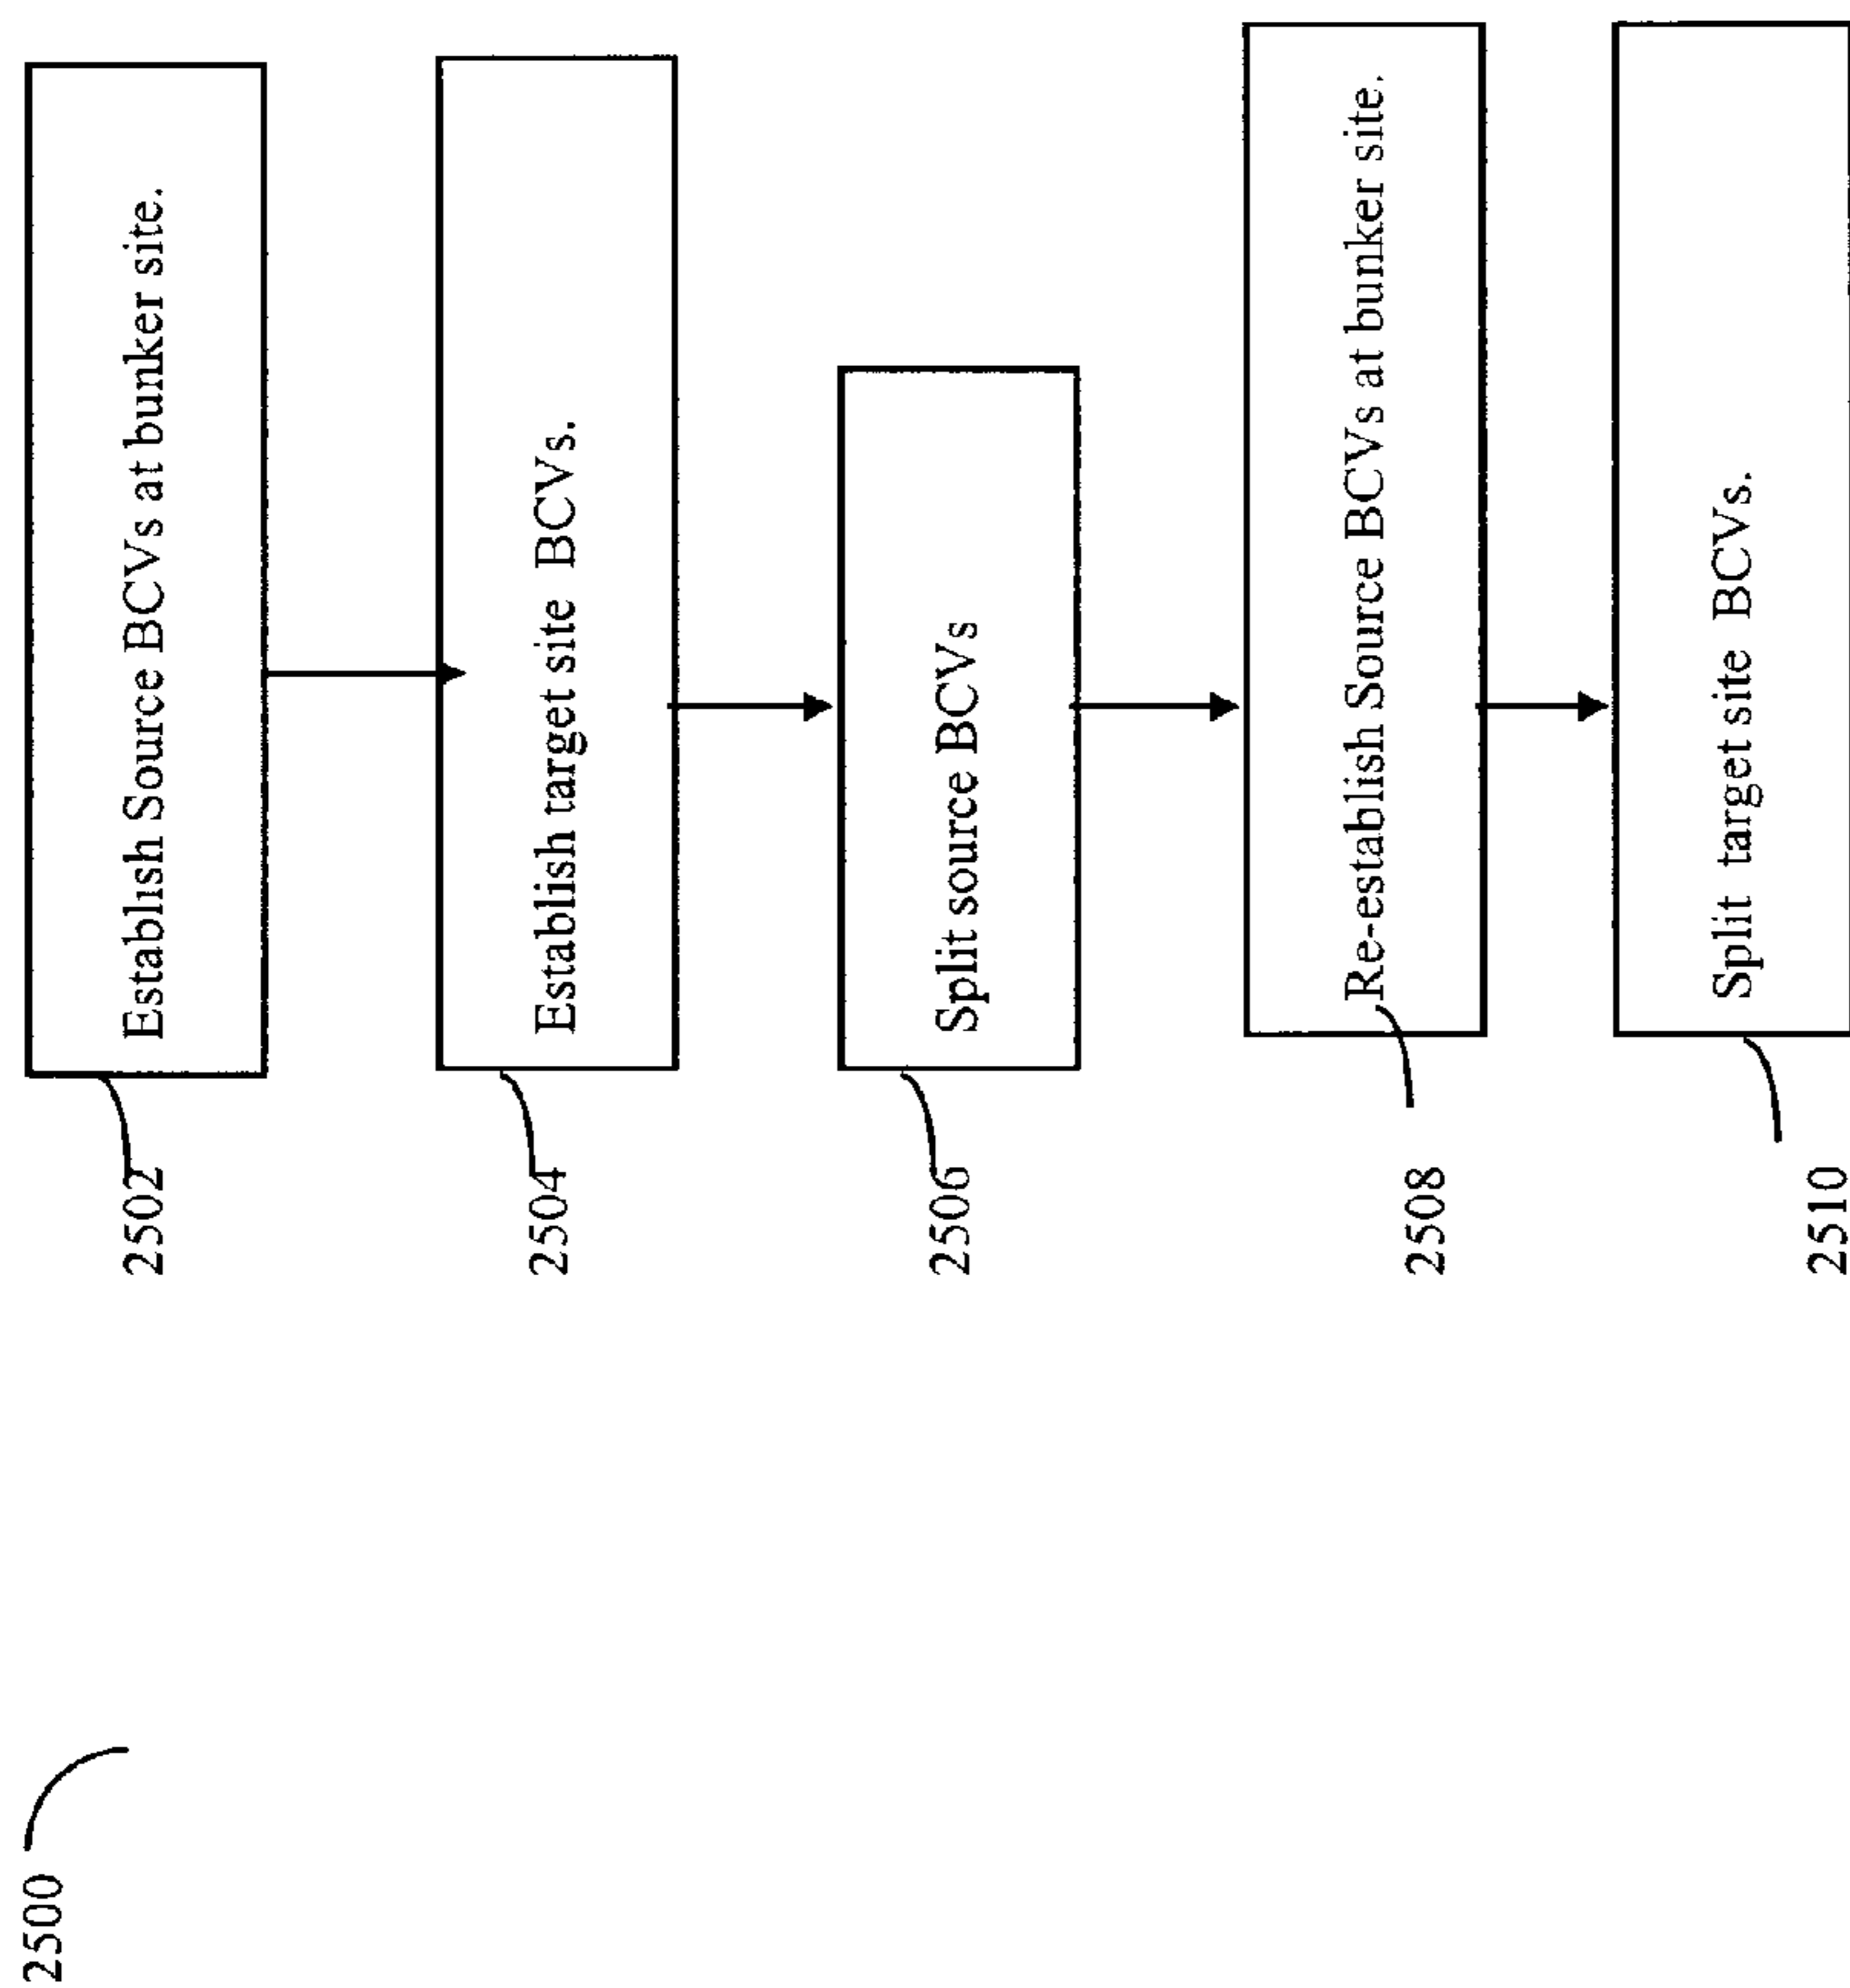 2500
2502
Establish Source BCVs at bunker site.
2504
Establish target site BCVs.
2506
Split source BCVs
2508
Re-establish Source BCVs at bunker site.
2510
Split target site BCVs.